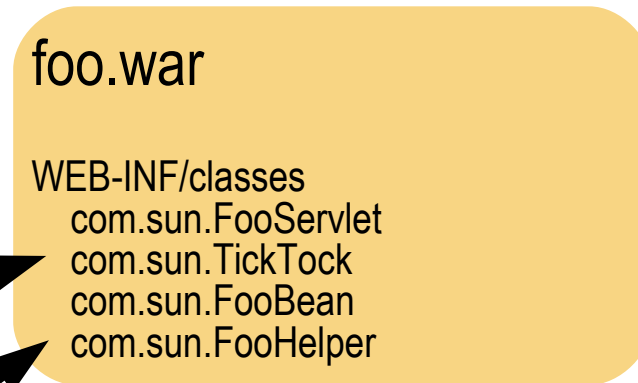 foo.war
WEB-INF/classes
com.sun.FooServlet
com.sun.TickTock
com.sun.FooBean
com.sun.FooHelper